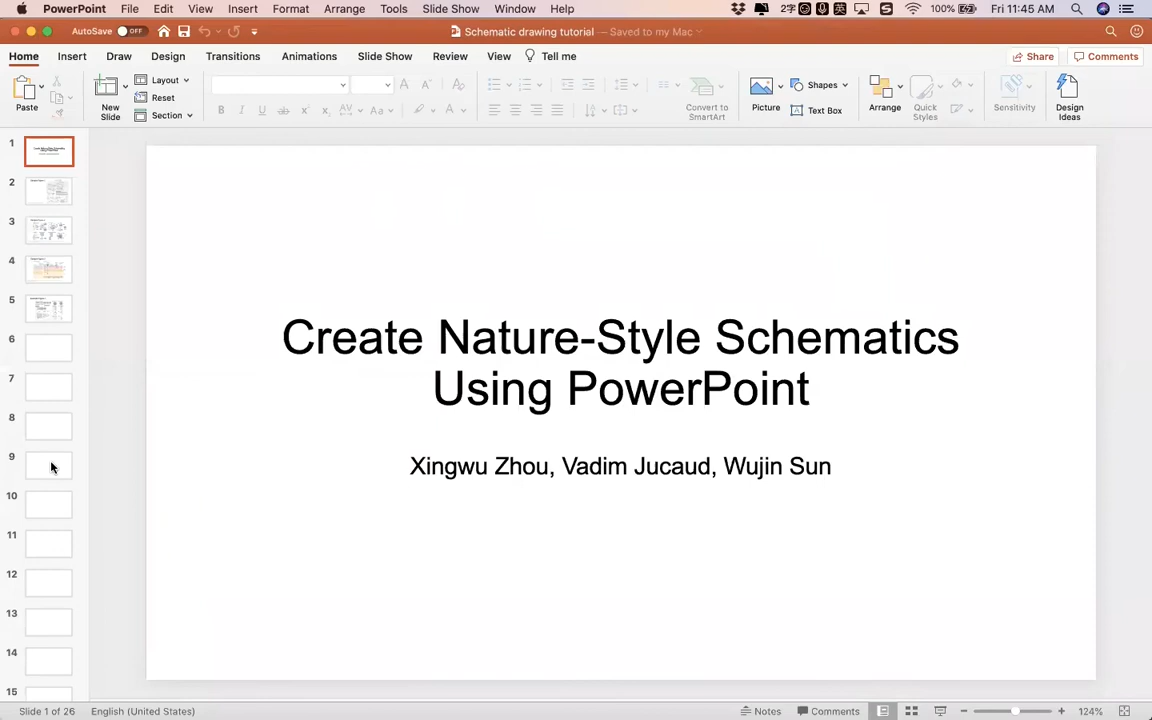 PowerPoint File Edit View Insert Format Arrange Tools Slide Show Window Help 100% Fri 11:45 AM
AutoSave OFF Schematic drawing tutorial — Saved to my Mac
Home Insert Draw Design Transitions Animations Slide Show Review View Tell me Share Comments
Paste New Slide Layout Reset Section Convert to SmartArt Picture Shapes Text Box Arrange Quick Styles Sensitivity Design Ideas
1
2
3
4
5
6
7
8
9
10
11
12
13
14
15
Create Nature-Style Schematics
Using PowerPoint
Xingwu Zhou, Vadim Jucaud, Wujin Sun
Slide 1 of 26 English (United States) Notes Comments 124%